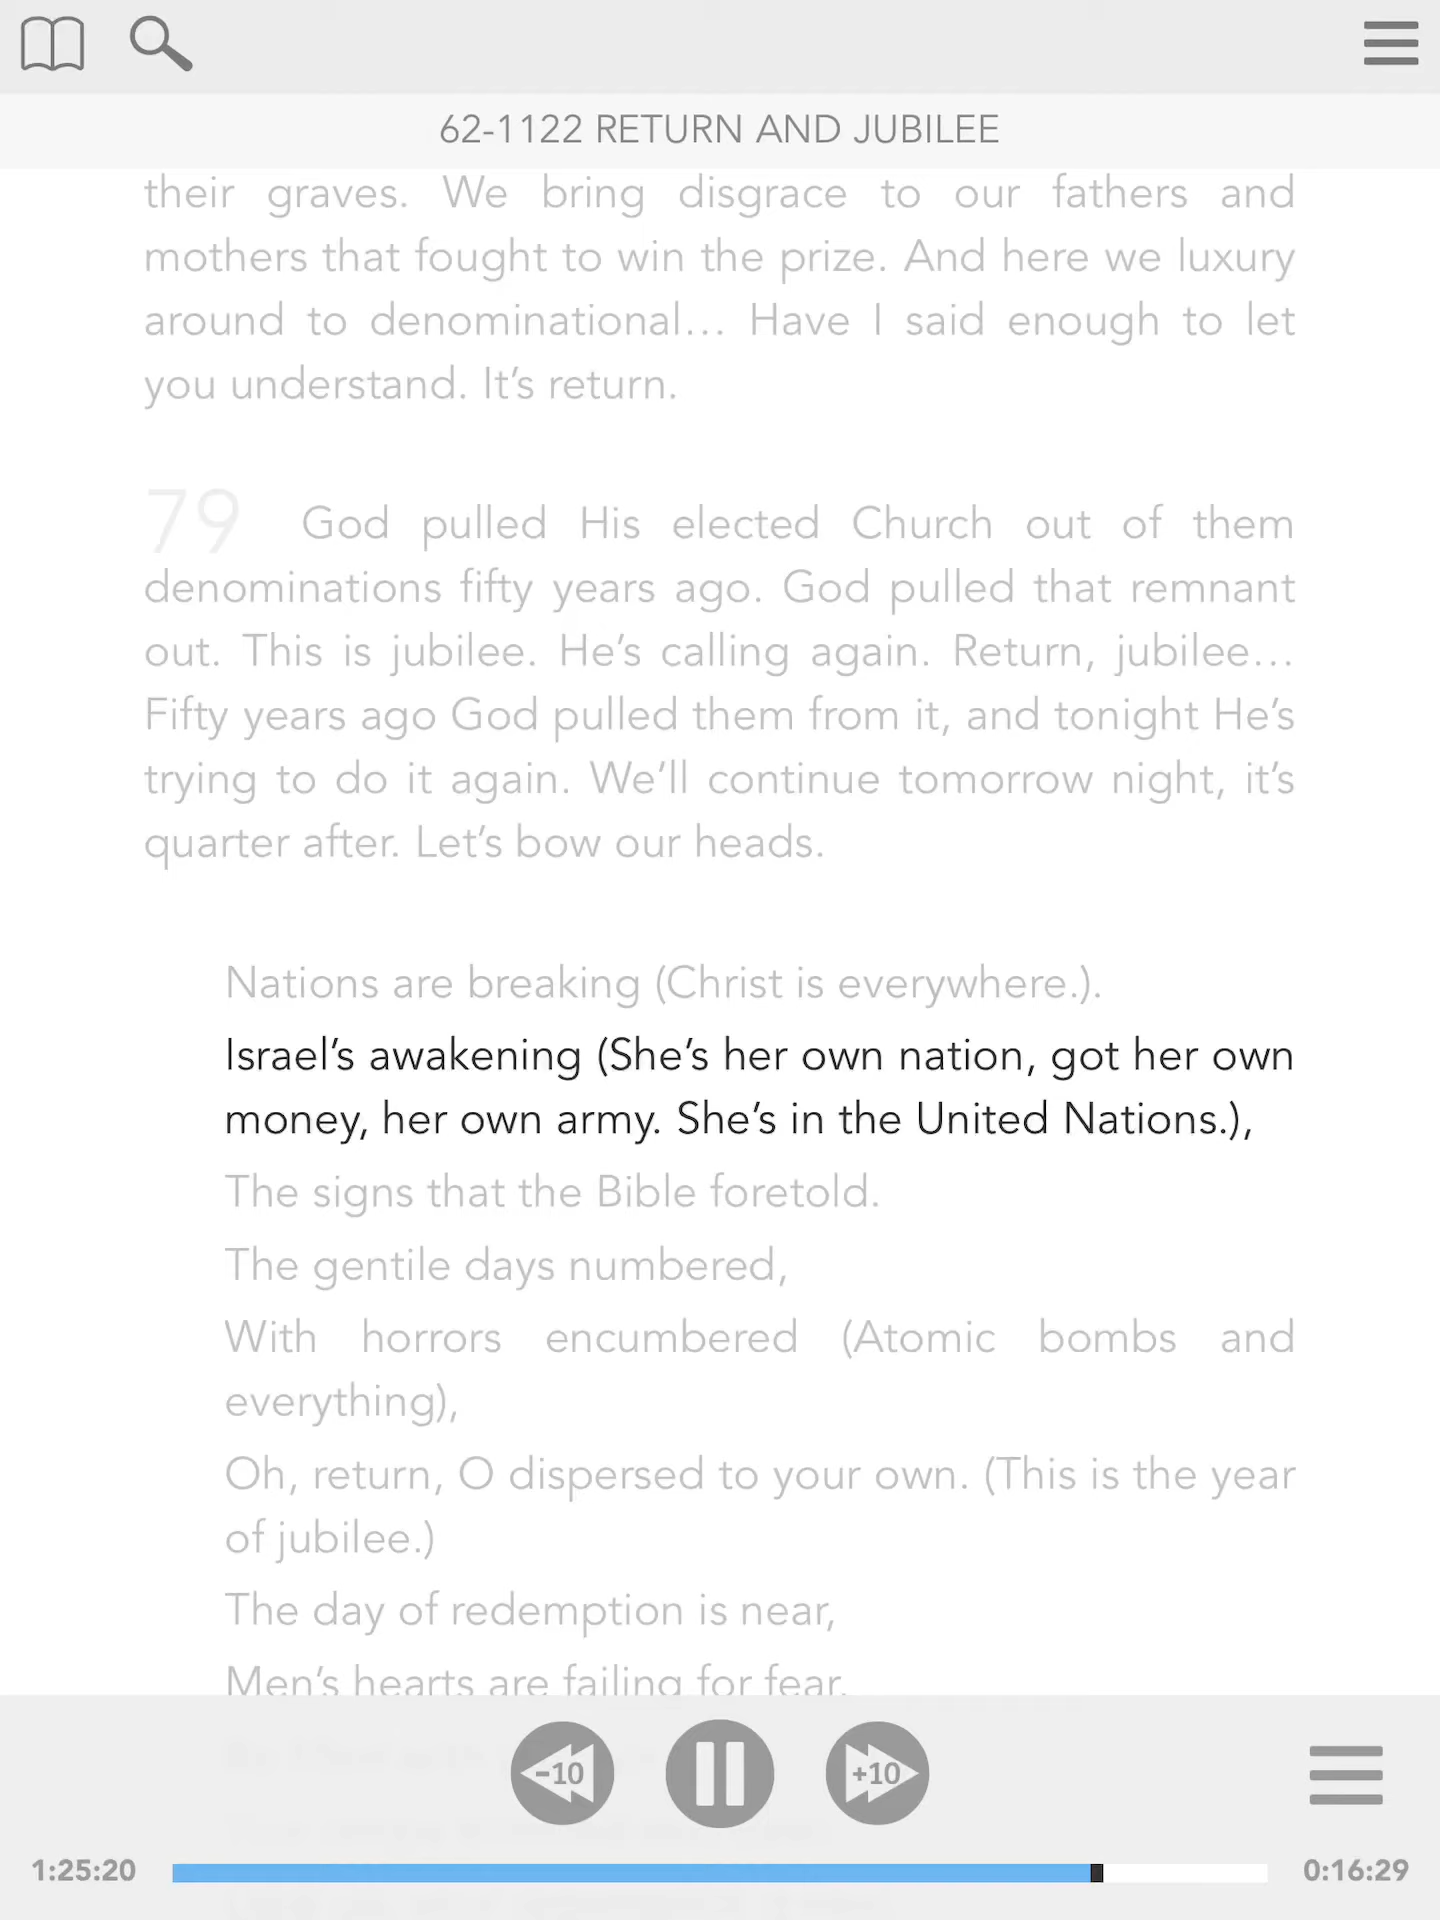 62-1122 RETURN AND JUBILEE
their graves. We bring disgrace to our fathers and
mothers that fought to win the prize. And here we luxury
around to denominational… Have I said enough to let
you understand. It’s return.
79 God pulled His elected Church out of them
denominations fifty years ago. God pulled that remnant
out. This is jubilee. He’s calling again. Return, jubilee…
Fifty years ago God pulled them from it, and tonight He’s
trying to do it again. We’ll continue tomorrow night, it’s
quarter after. Let’s bow our heads.
Nations are breaking (Christ is everywhere.).
Israel’s awakening (She’s her own nation, got her own
money, her own army. She’s in the United Nations.),
The signs that the Bible foretold.
The gentile days numbered,
With horrors encumbered (Atomic bombs and
everything),
Oh, return, O dispersed to your own. (This is the year
of jubilee.)
The day of redemption is near,
Men’s hearts are failing for fear.
-10 +10
1:25:20 0:16:29